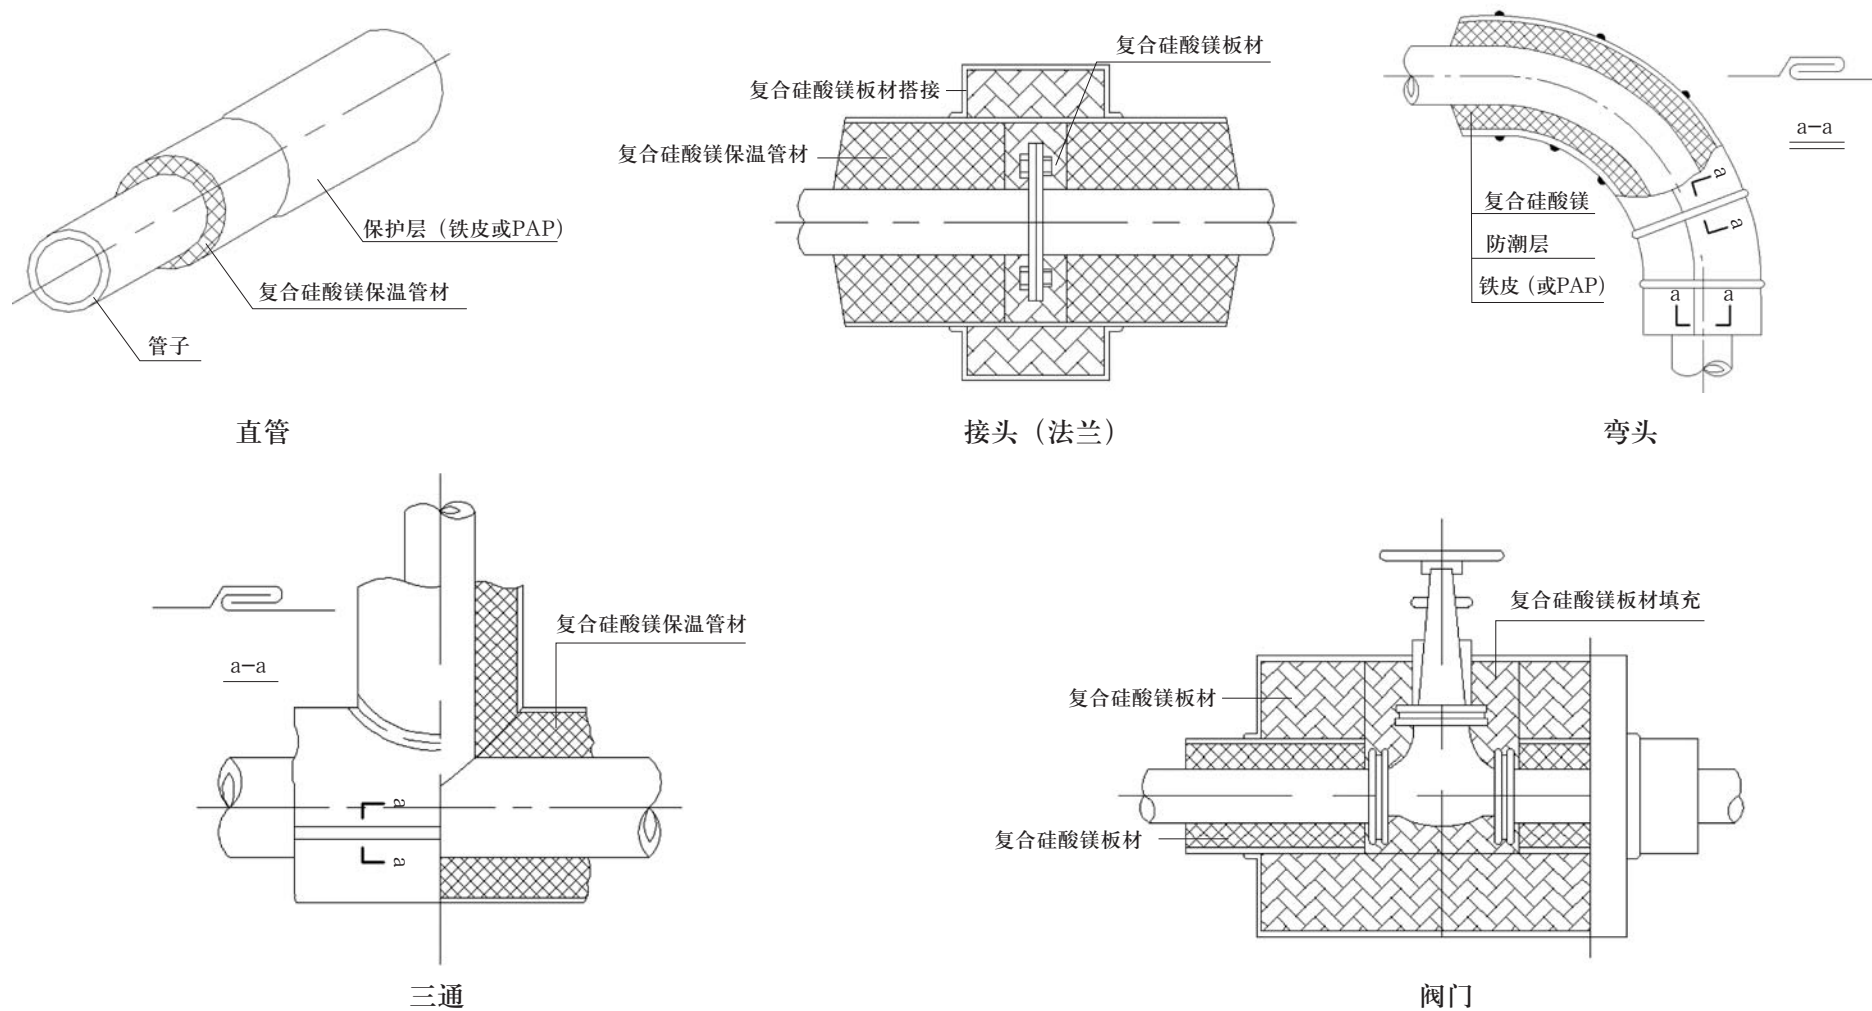 复合硅酸镁板材
复合硅酸镁板材搭接
复合硅酸镁保温管材
保护层（铁皮或PAP）
复合硅酸镁保温管材
管子
a-a
a
a
复合硅酸镁
防潮层
铁皮（或PAP）
a
a
直管
接头（法兰）
弯头
复合硅酸镁保温管材
a-a
a
a
复合硅酸镁板材填充
复合硅酸镁板材
复合硅酸镁板材
三通
阀门